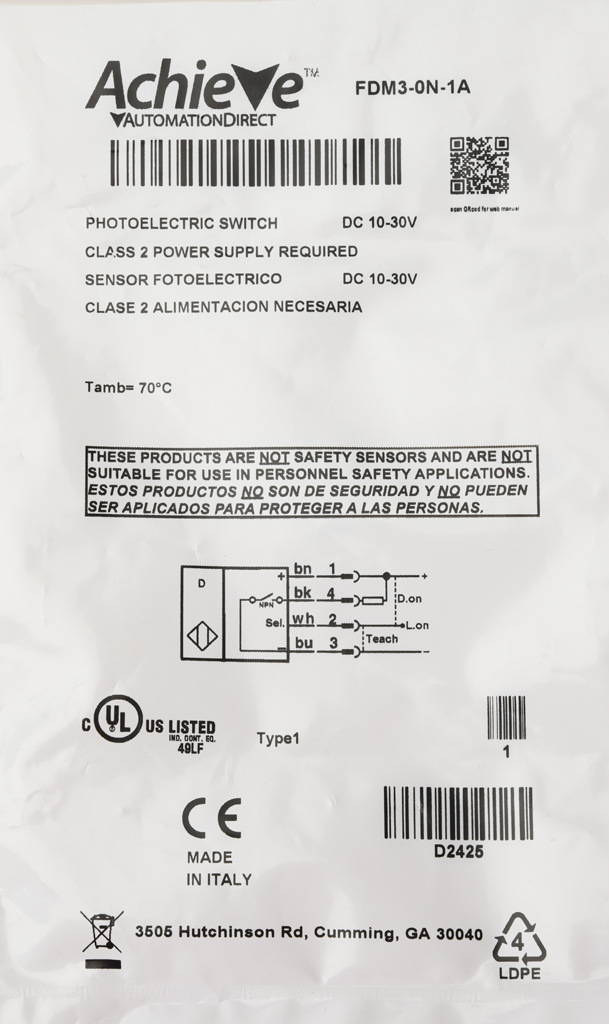 Achieve™
AUTOMATIONDIRECT
FDM3-0N-1A
scan QRcod for web manual
PHOTOELECTRIC SWITCH DC 10-30V
CLASS 2 POWER SUPPLY REQUIRED
SENSOR FOTOELECTRICO DC 10-30V
CLASE 2 ALIMENTACION NECESARIA
Tamb= 70°C
THESE PRODUCTS ARE NOT SAFETY SENSORS AND ARE NOT
SUITABLE FOR USE IN PERSONNEL SAFETY APPLICATIONS.
ESTOS PRODUCTOS NO SON DE SEGURIDAD Y NO PUEDEN
SER APLICADOS PARA PROTEGER A LAS PERSONAS.
D
+ bn 1 +
NPN bk 4 D.on
Sel. wh 2 L.on
Teach
– bu 3 –
C UL US LISTED
IND. CONT. EQ.
49LF
Type1
1
CE
D2425
MADE
IN ITALY
3505 Hutchinson Rd, Cumming, GA 30040
4
LDPE